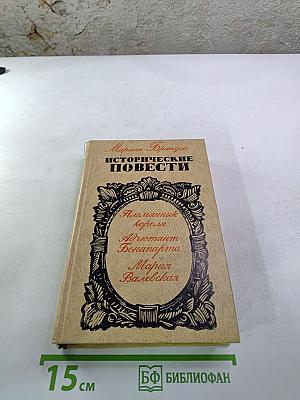 Мариан Брандыс
ИСТОРИЧЕСКИЕ
ПОВЕСТИ
Племянник
короля
Адъютант
Бонапарта
Мария
Валевская
15 см
БФ БИБЛИОФАН